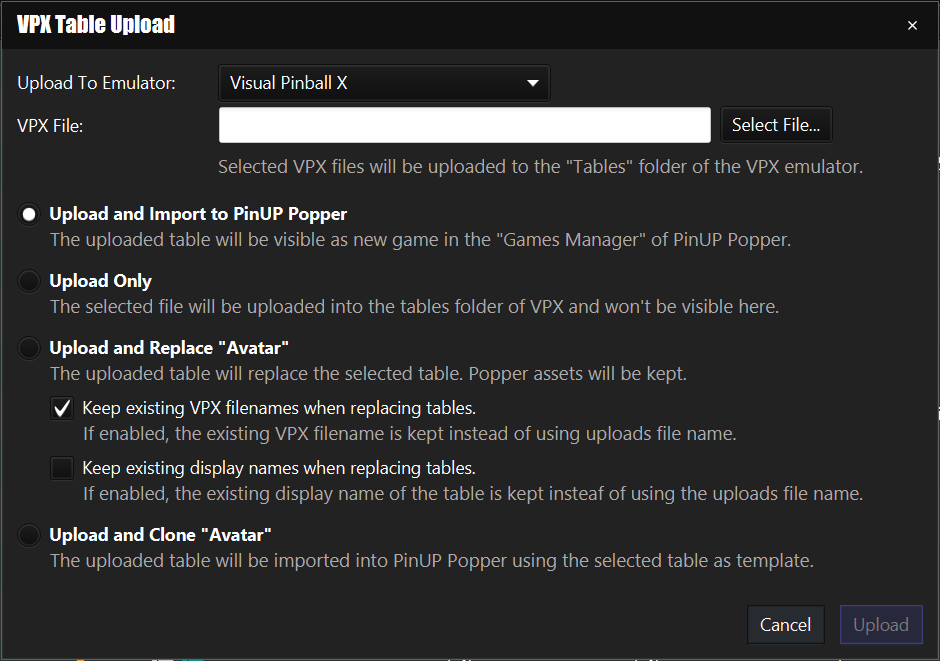 VPX Table Upload
Upload To Emulator: Visual Pinball X
VPX File: Select File...
Selected VPX files will be uploaded to the "Tables" folder of the VPX emulator.
Upload and Import to PinUP Popper
The uploaded table will be visible as new game in the "Games Manager" of PinUP Popper.
Upload Only
The selected file will be uploaded into the tables folder of VPX and won't be visible here.
Upload and Replace "Avatar"
The uploaded table will replace the selected table. Popper assets will be kept.
Keep existing VPX filenames when replacing tables.
If enabled, the existing VPX filename is kept instead of using uploads file name.
Keep existing display names when replacing tables.
If enabled, the existing display name of the table is kept insteaf of using the uploads file name.
Upload and Clone "Avatar"
The uploaded table will be imported into PinUP Popper using the selected table as template.
Cancel Upload